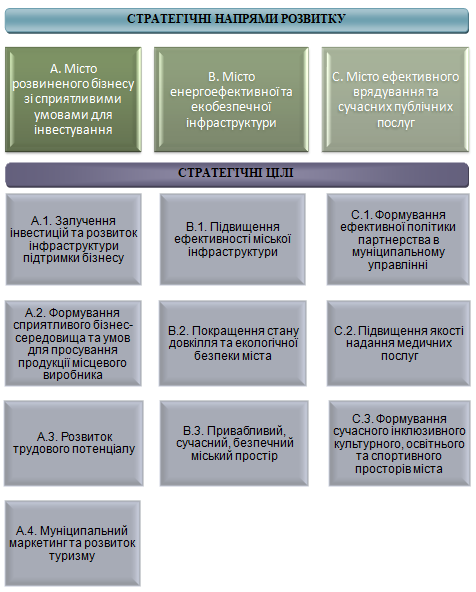 СТРАТЕГІЧНІ НАПРЯМИ РОЗВИТКУ
А. Місто
розвиненого бізнесу
зі сприятливими
умовами для
інвестування
В. Місто
енергоефективної та
екобезпечної
інфраструктури
С. Місто ефективного
врядування та
сучасних публічних
послуг
СТРАТЕГІЧНІ ЦІЛІ
А.1. Залучення
інвестицій та розвиток
інфраструктури
підтримки бізнесу
В.1. Підвищення
ефективності міської
інфраструктури
С.1. Формування
ефективної політики
партнерства в
муніципальному
управлінні
А.2. Формування
сприятливого бізнес-
середовища та умов
для просування
продукції місцевого
виробника
В.2. Покращення стану
довкілля та екологічної
безпеки міста
С.2. Підвищення якості
надання медичних
послуг
А.3. Розвиток
трудового потенціалу
В.3. Привабливий,
сучасний, безпечний
міський простір
С.3. Формування
сучасного інклюзивного
культурного, освітнього
та спортивного
просторів міста
А.4. Муніципальний
маркетинг та розвиток
туризму